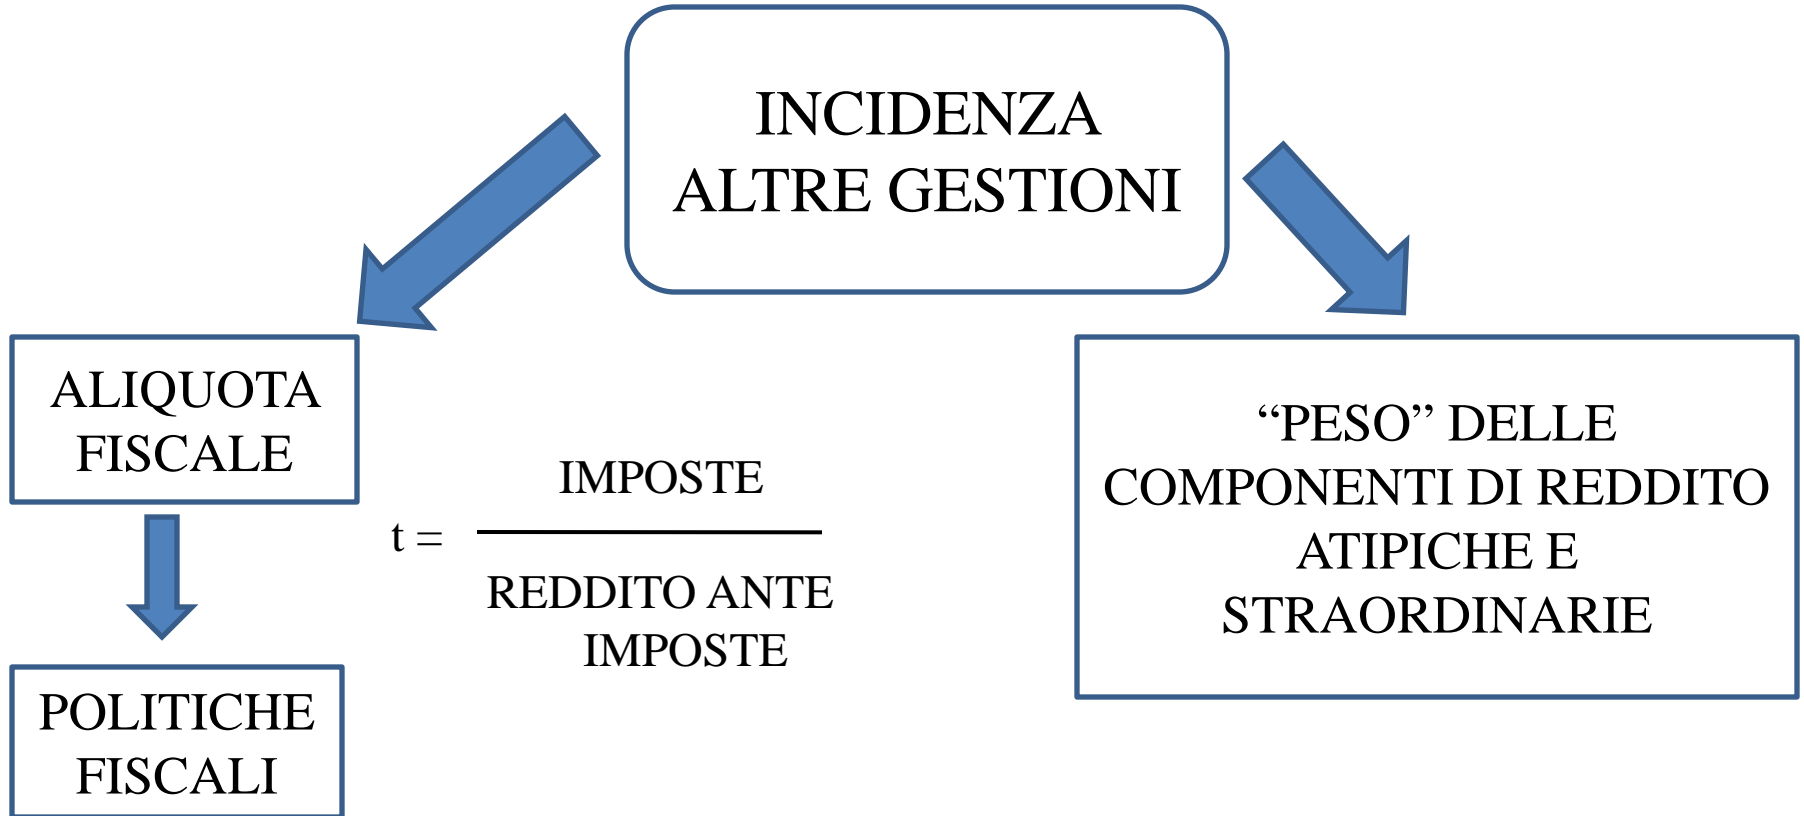 INCIDENZA
ALTRE GESTIONI
ALIQUOTA
FISCALE
IMPOSTE
t =
REDDITO ANTE
IMPOSTE
POLITICHE
FISCALI
“PESO” DELLE
COMPONENTI DI REDDITO
ATIPICHE E
STRAORDINARIE